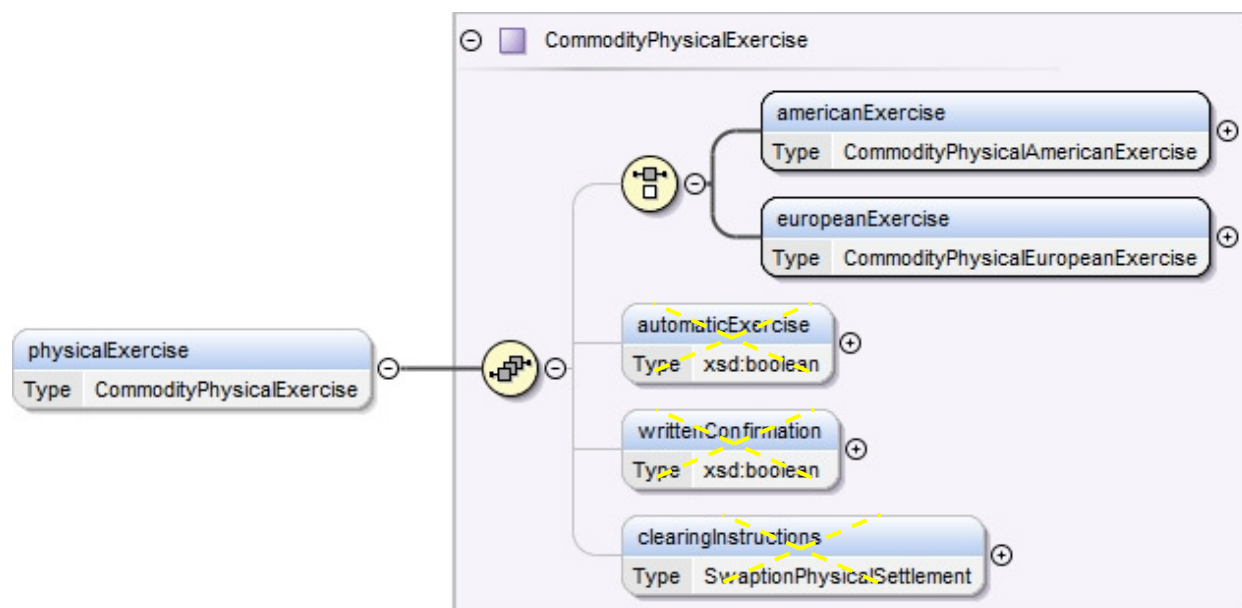 CommodityPhysicalExercise
americanExercise
Type CommodityPhysicalAmericanExercise
europeanExercise
Type CommodityPhysicalEuropeanExercise
automaticExercise
Type xsd:boolean
physicalExercise
Type CommodityPhysicalExercise
writtenConfirmation
Type xsd:boolean
clearingInstructions
Type SwaptionPhysicalSettlement